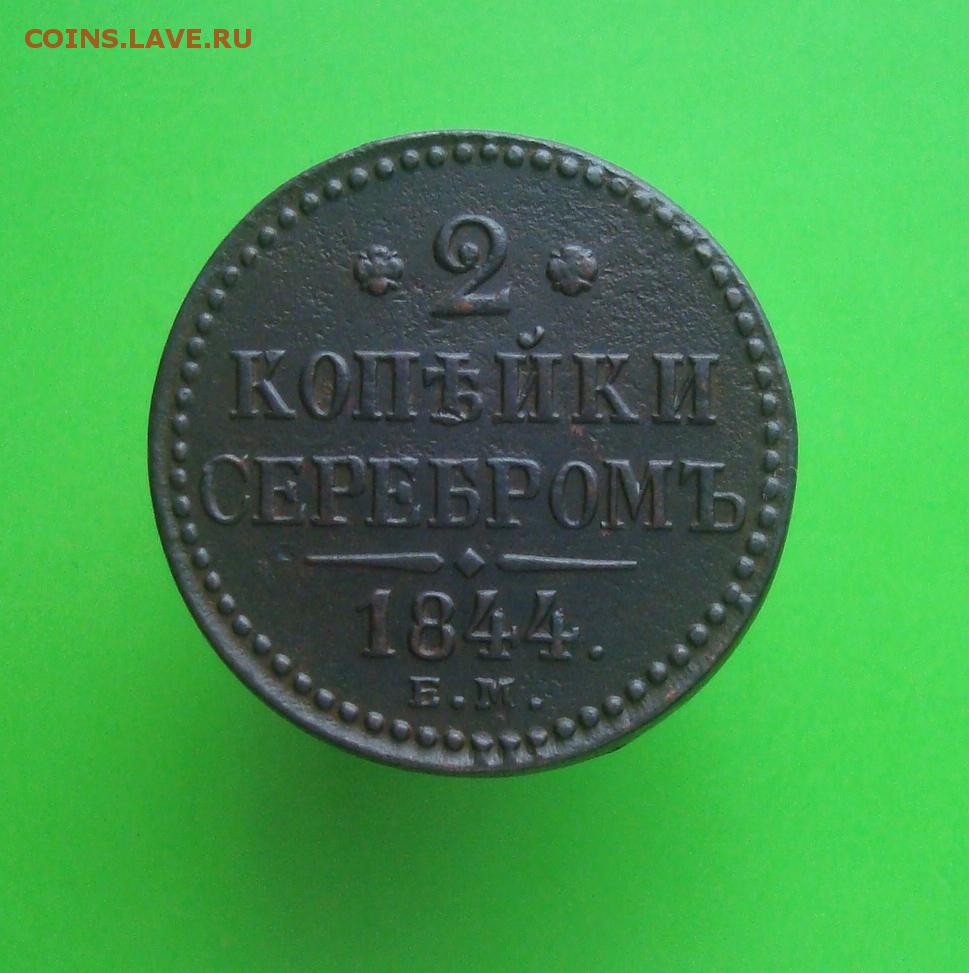 COINS.LAVE.RU
2
КОПѢЙКИ
СЕРЕБРОМЪ
1844.
Е.М.